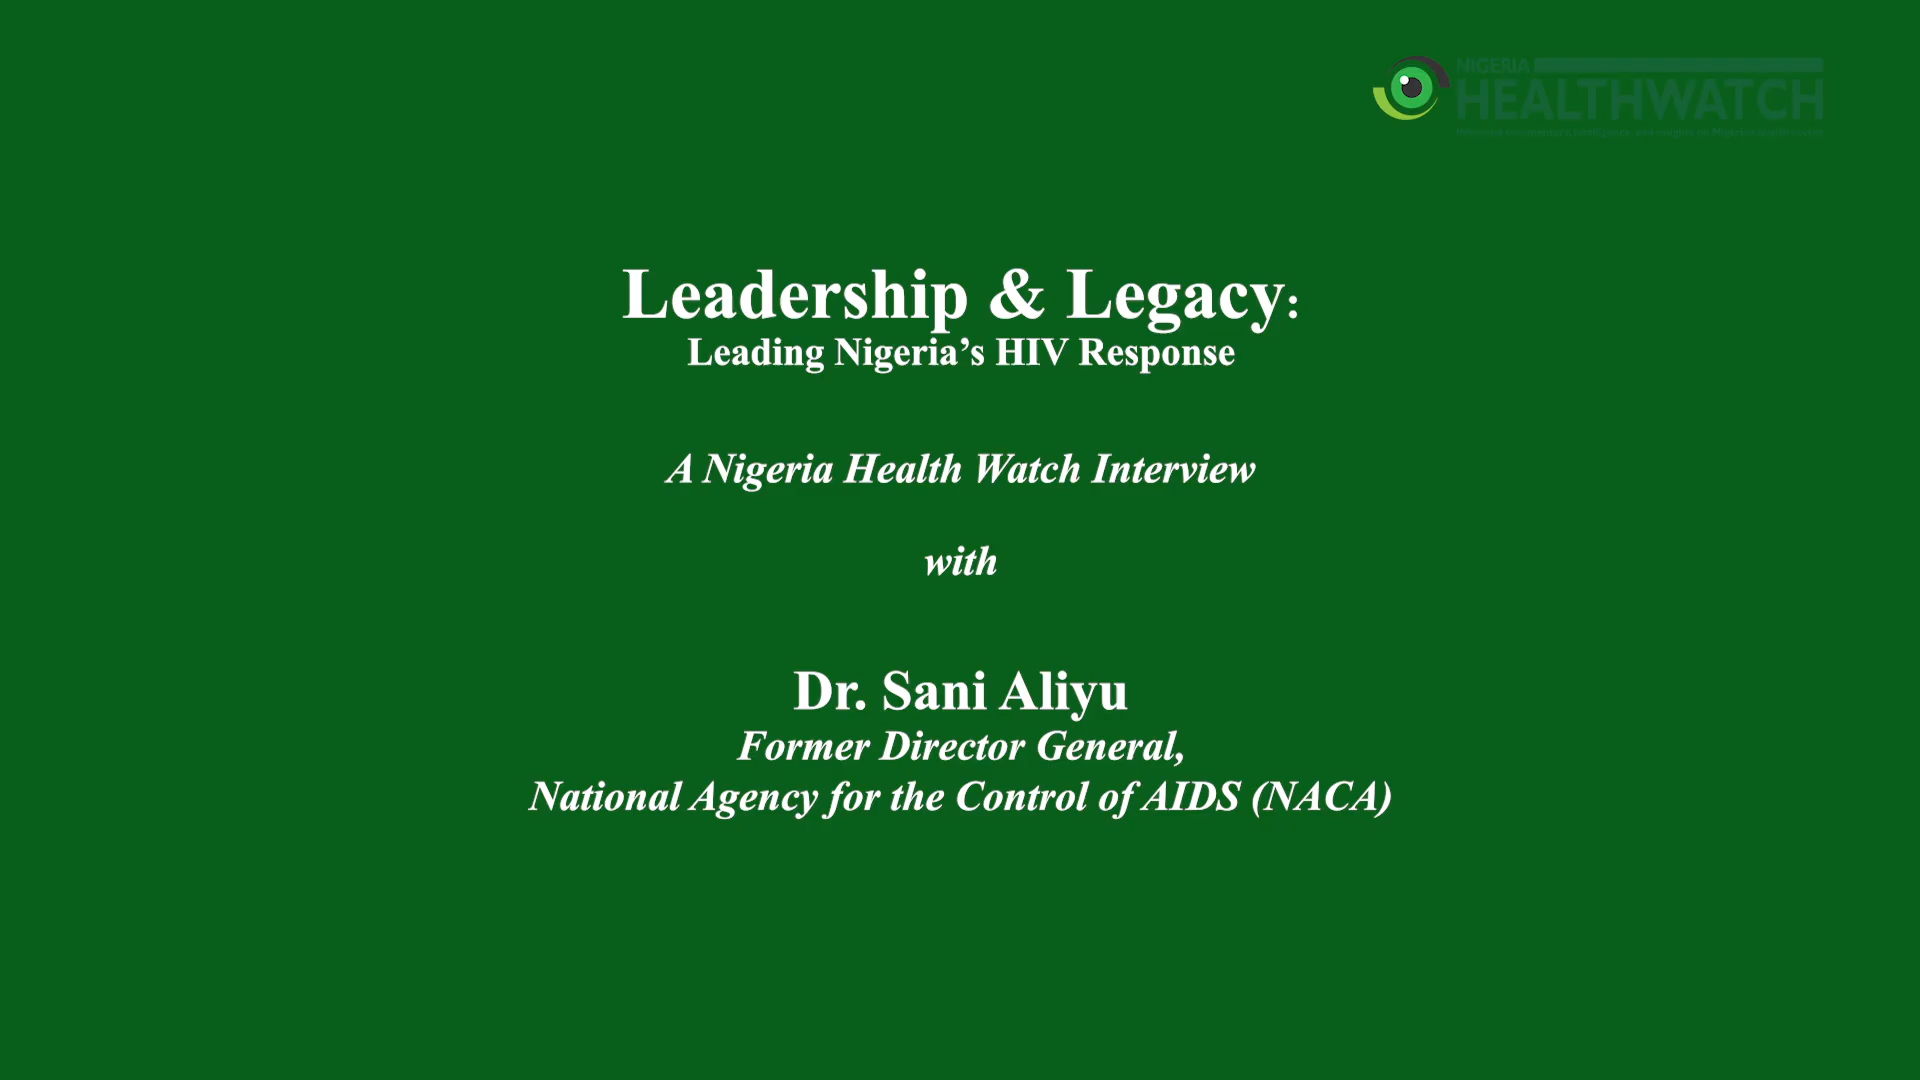 NIGERIA
HEALTHWATCH
Leadership & Legacy:
Leading Nigeria’s HIV Response
A Nigeria Health Watch Interview
with
Dr. Sani Aliyu
Former Director General,
National Agency for the Control of AIDS (NACA)